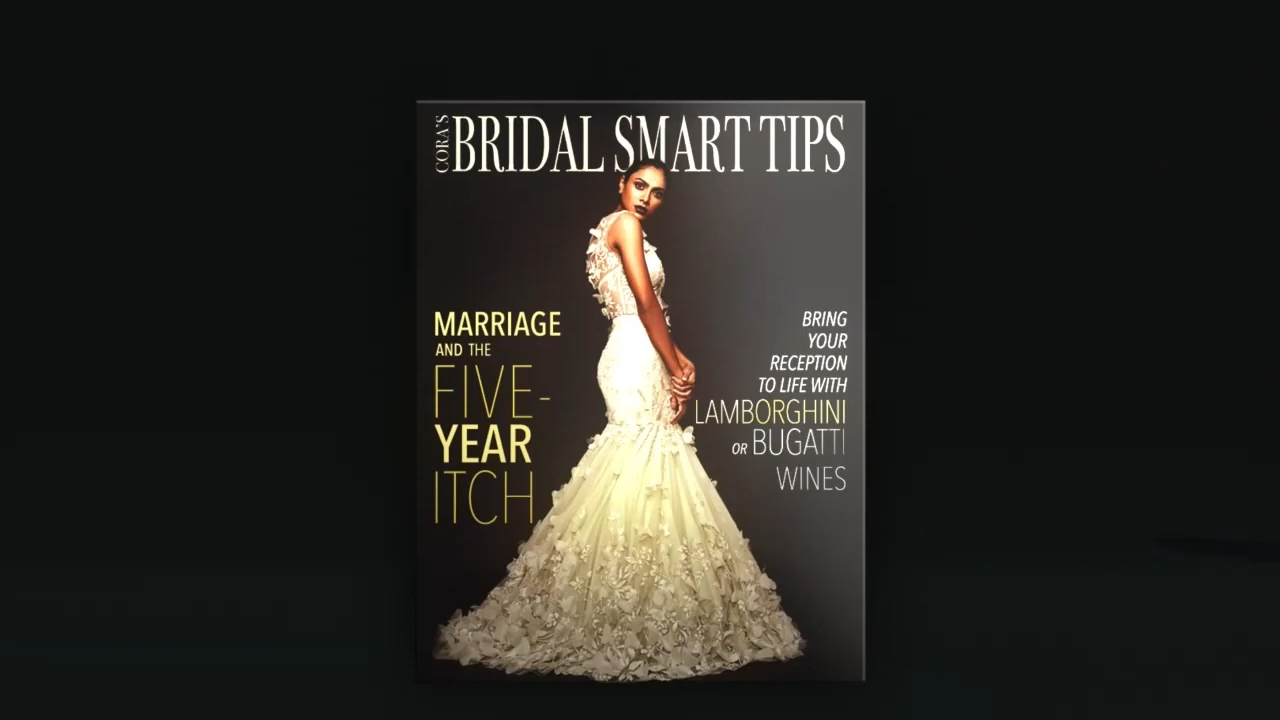 CORA'S
BRIDAL SMART TIPS
MARRIAGE
AND THE
FIVE-
YEAR
ITCH
BRING
YOUR
RECEPTION
TO LIFE WITH
LAMBORGHINI
OR BUGATTI
WINES